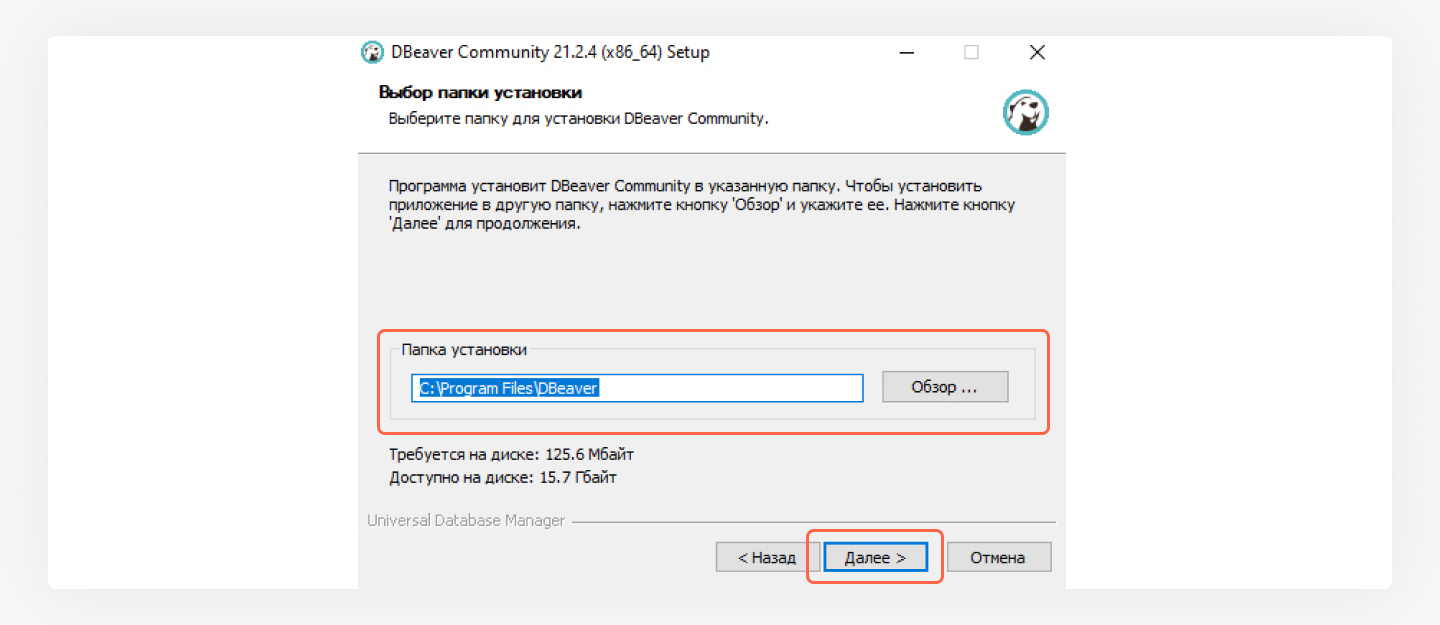 DBeaver Community 21.2.4 (x86_64) Setup
Выбор папки установки
Выберите папку для установки DBeaver Community.
Программа установит DBeaver Community в указанную папку. Чтобы установить
приложение в другую папку, нажмите кнопку 'Обзор' и укажите ее. Нажмите кнопку
'Далее' для продолжения.
Папка установки
C:\Program Files\DBeaver
Обзор ...
Требуется на диске: 125.6 Мбайт
Доступно на диске: 15.7 Гбайт
Universal Database Manager
< Назад
Далее >
Отмена